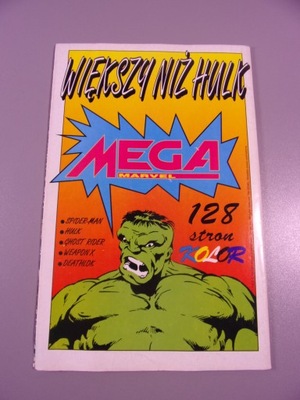 WIĘKSZY NIŻ HULK
MEGA
MARVEL
• SPIDER-MAN
• HULK
• GHOST RIDER
• WEAPON X
• DEATHLOK
128
stron
KOLOR